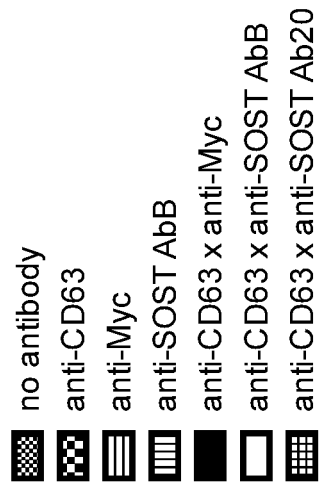 no antibody
anti-CD63
anti-Myc
anti-SOST AbB
anti-CD63 x anti-Myc
anti-CD63 x anti-SOST AbB
anti-CD63 x anti-SOST Ab20